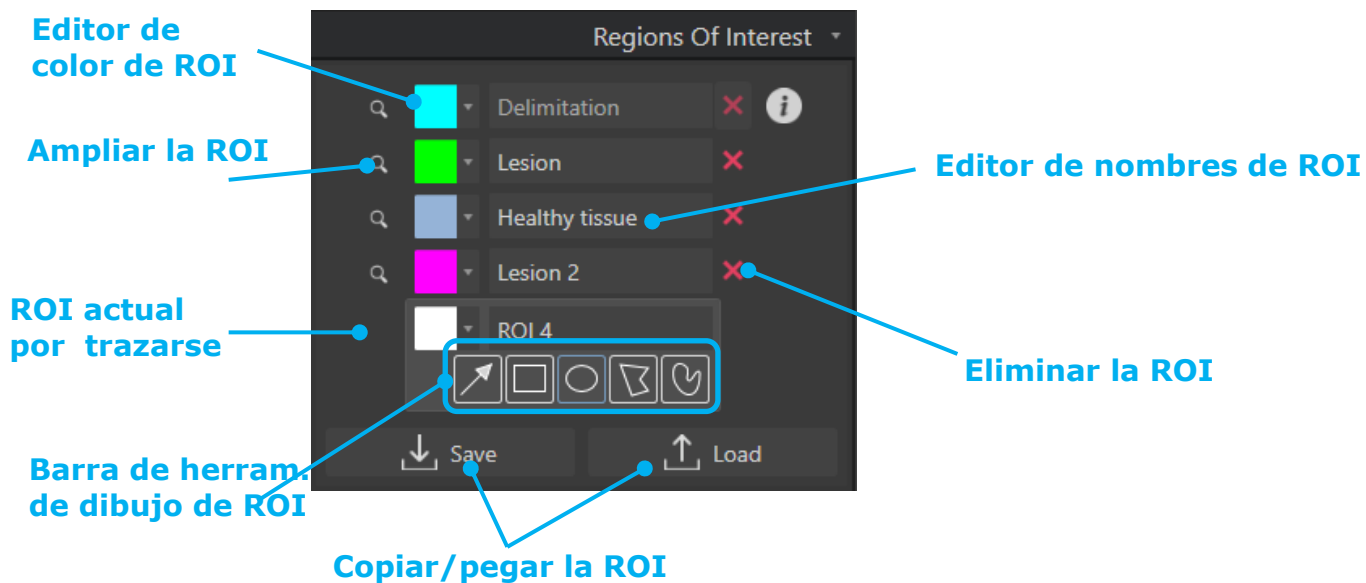 Editor de
color de ROI
Regions Of Interest
Delimitation
i
Ampliar la ROI
Lesion
Editor de nombres de ROI
Healthy tissue
Lesion 2
ROI actual
por trazarse
ROI 4
Eliminar la ROI
Save
Load
Barra de herram.
de dibujo de ROI
Copiar/pegar la ROI